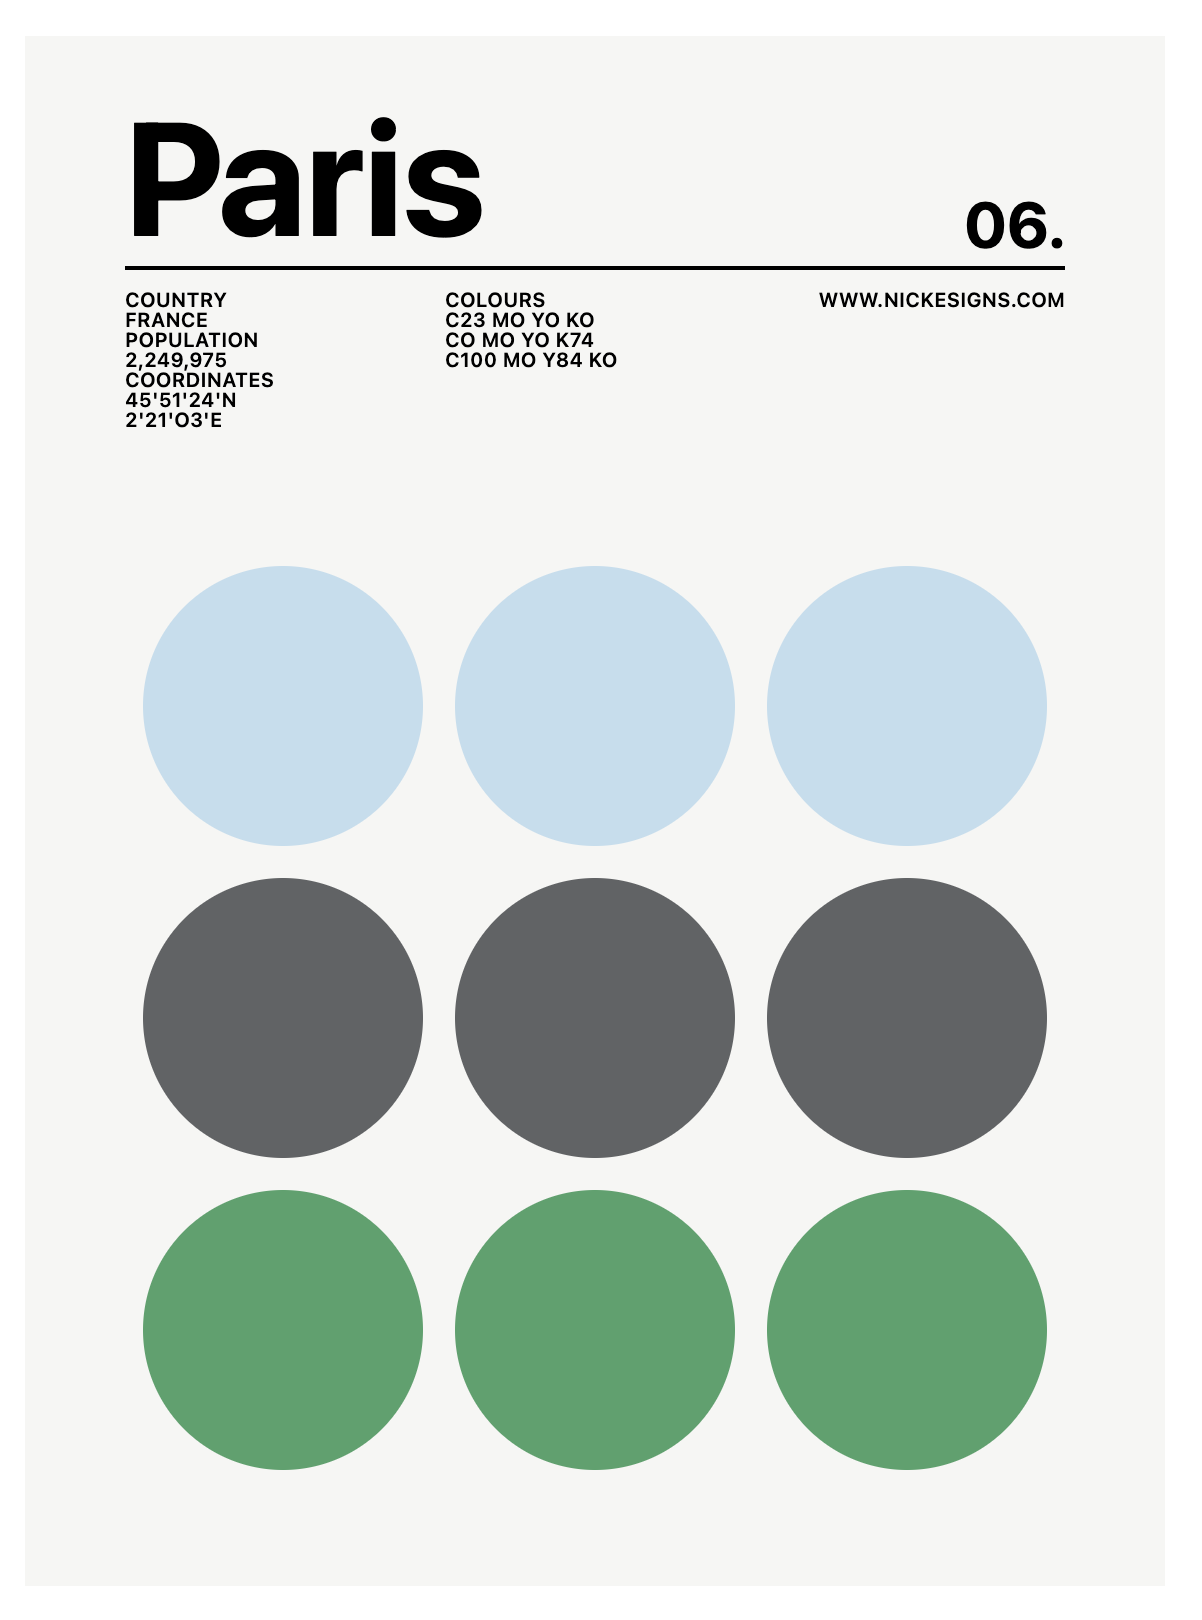 Paris
06.
COUNTRY
FRANCE
POPULATION
2,249,975
COORDINATES
45'51'24'N
2'21'O3'E
COLOURS
C23 MO YO KO
CO MO YO K74
C100 MO Y84 KO
WWW.NICKESIGNS.COM